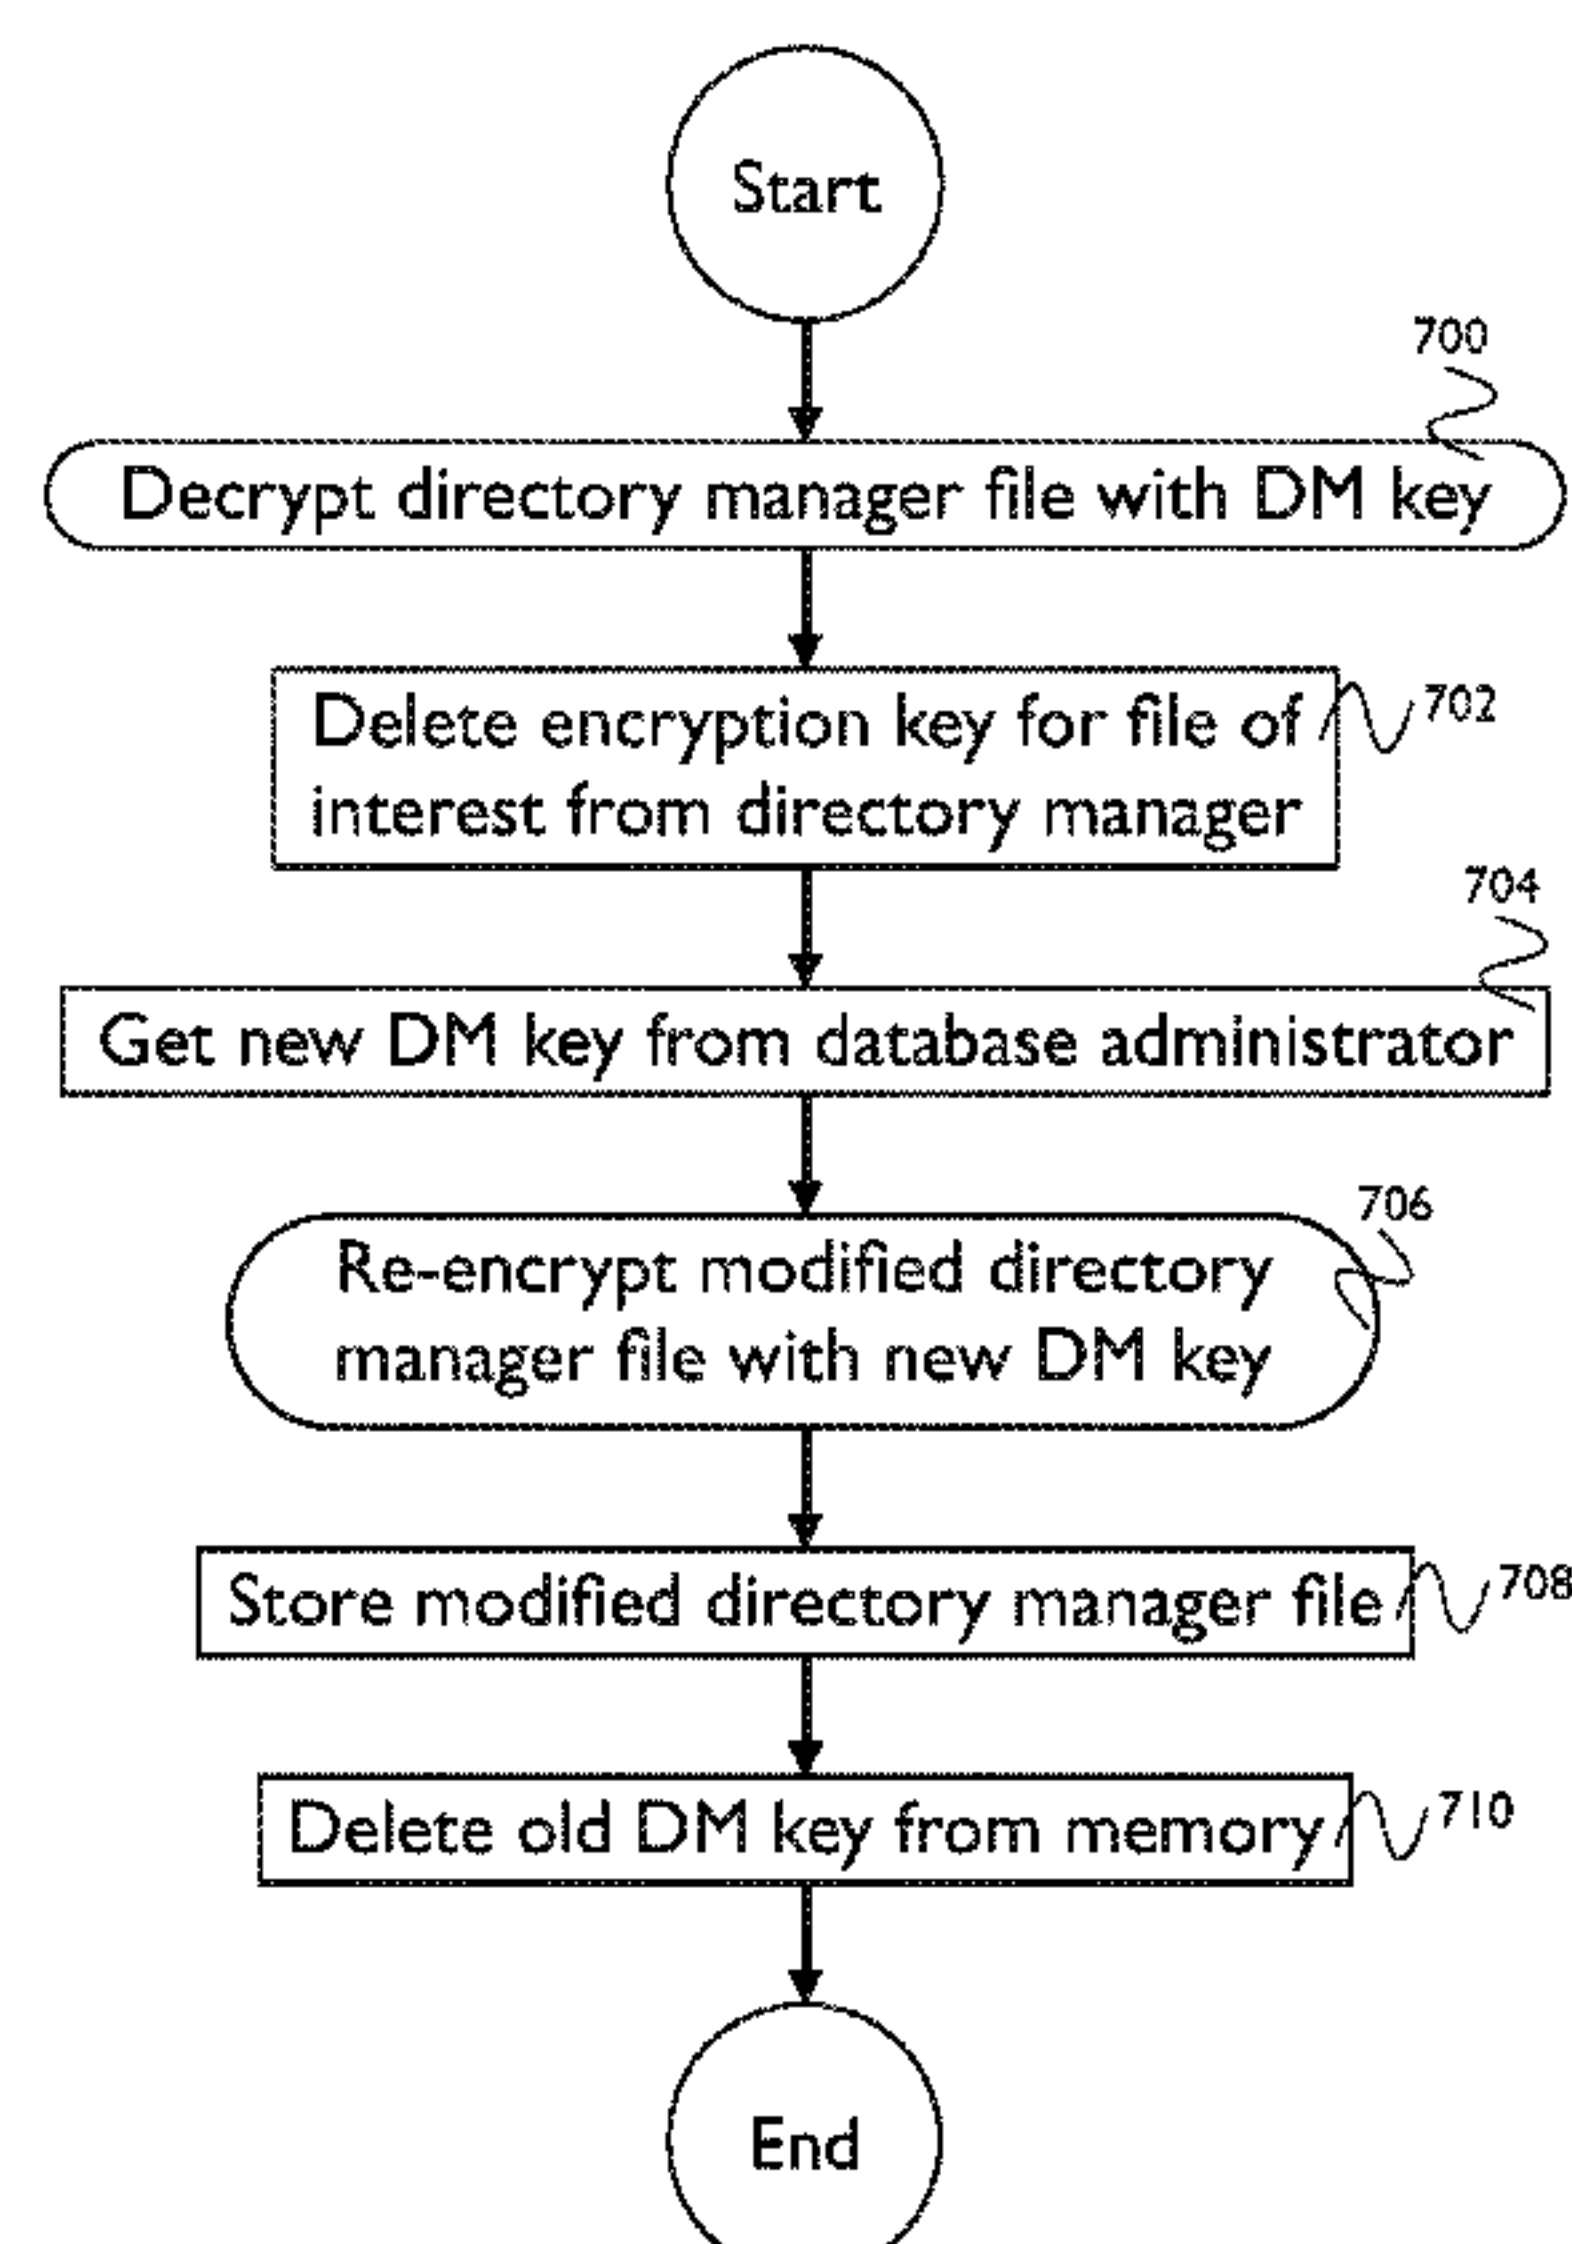 Start
700
Decrypt directory manager file with DM key
Delete encryption key for file of
interest from directory manager
702
704
Get new DM key from database administrator
706
Re-encrypt modified directory
manager file with new DM key
Store modified directory manager file
708
Delete old DM key from memory
710
End